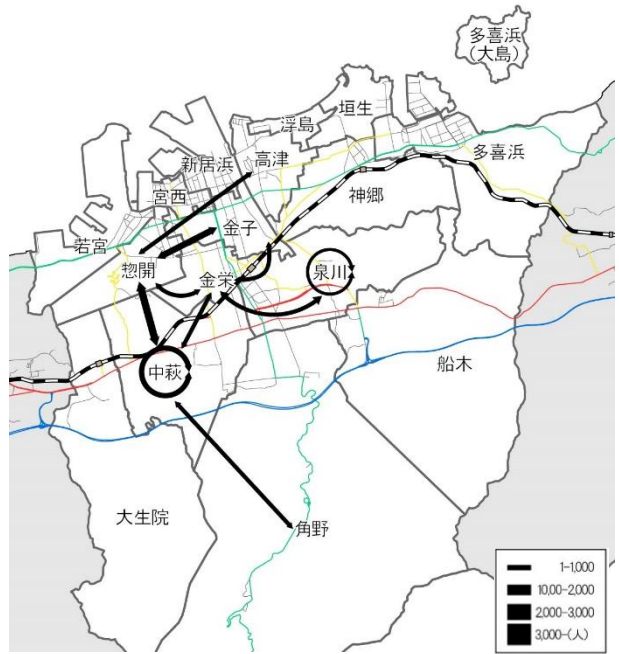 多喜浜
(大島)
垣生
浮島
新居浜
高津
多喜浜
宮西
神郷
金子
若宮
惣開
金栄
泉川
中萩
船木
大生院
角野
1-1,000
10,00-2,000
2,000-3,000
3,000-(人)